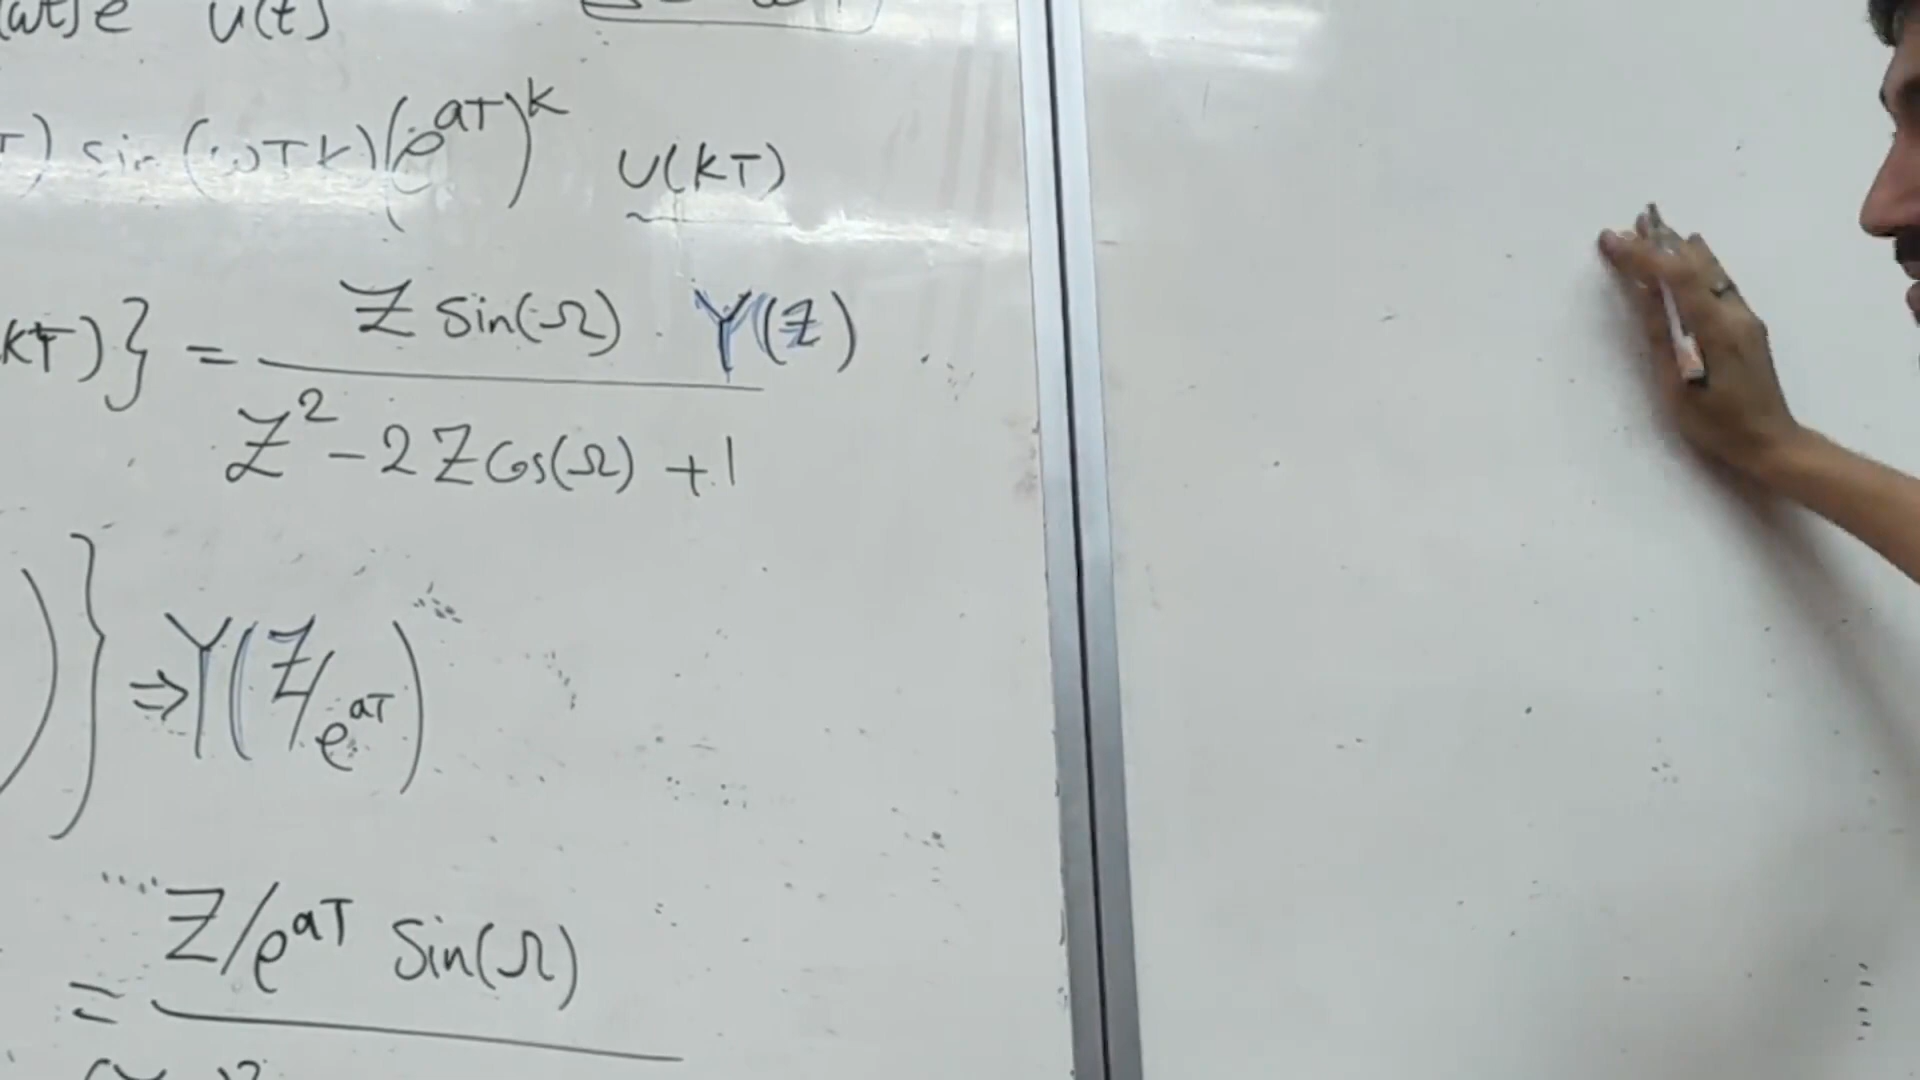 (ωt)e u(t)
T) sin (ωTk) (e^aT)^k u(kT)
kT)} = Z Sin(Ω) Y(Z)
Z² - 2 Z Cos(Ω) + 1
)} ⇒ Y(Z/e^aT)
= Z/e^aT Sin(Ω)